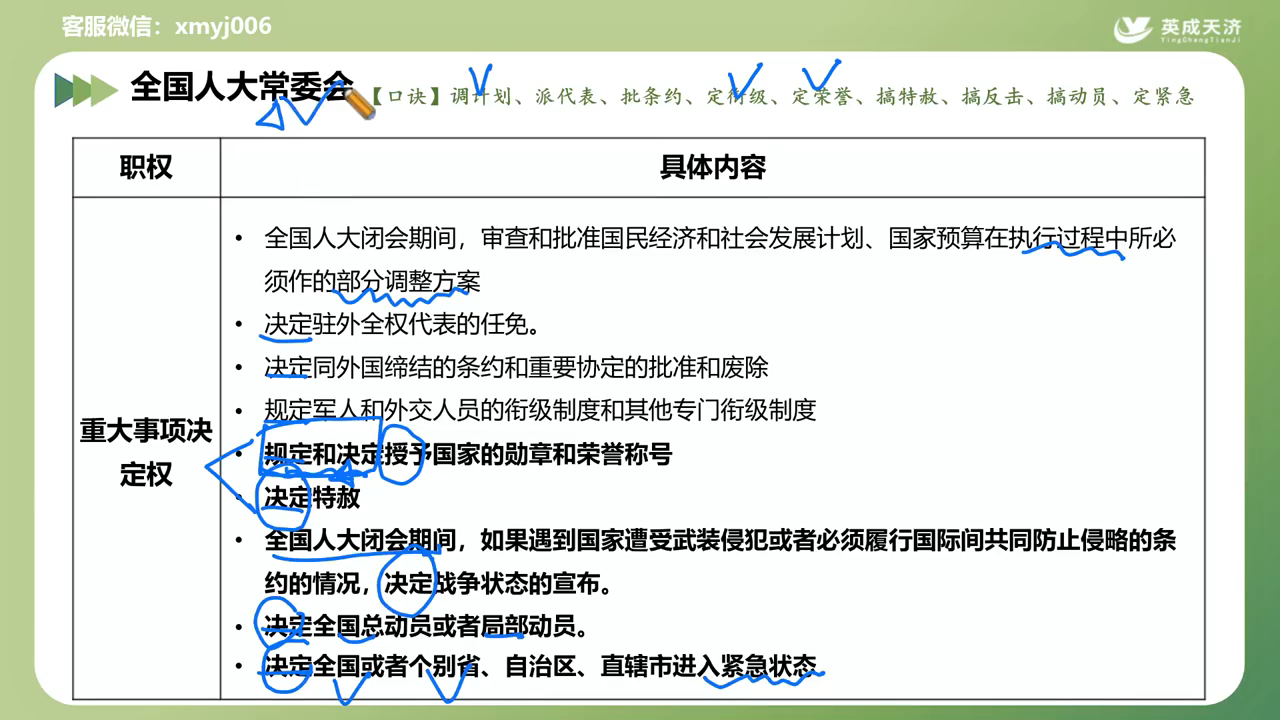 客服微信：xmyj006
英成天济
YingChengTianJi
全国人大常委会
【口诀】调计划、派代表、批条约、定衔级、定荣誉、搞特赦、搞反击、搞动员、定紧急
职权
具体内容
重大事项决
定权
• 全国人大闭会期间，审查和批准国民经济和社会发展计划、国家预算在执行过程中所必
须作的部分调整方案
• 决定驻外全权代表的任免。
• 决定同外国缔结的条约和重要协定的批准和废除
• 规定军人和外交人员的衔级制度和其他专门衔级制度
• 规定和决定授予国家的勋章和荣誉称号
• 决定特赦
• 全国人大闭会期间，如果遇到国家遭受武装侵犯或者必须履行国际间共同防止侵略的条
约的情况，决定战争状态的宣布。
• 决定全国总动员或者局部动员。
• 决定全国或者个别省、自治区、直辖市进入紧急状态